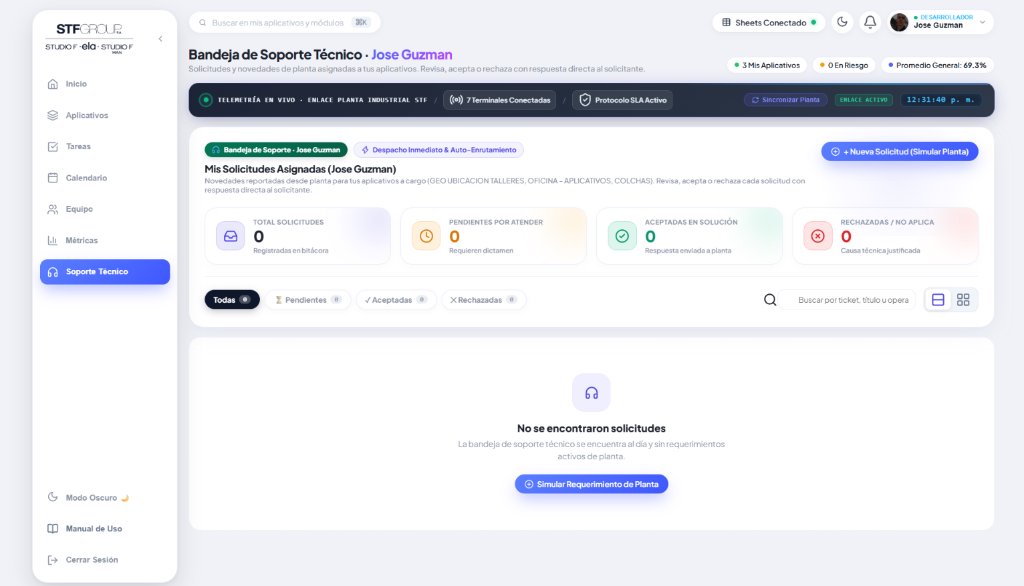 STFGROUP
STUDIO F · ela · STUDIO F
MAN
Inicio
Aplicativos
Tareas
Calendario
Equipo
Métricas
Soporte Técnico
Modo Oscuro 🌙
Manual de Uso
Cerrar Sesión
Buscar en mis aplicativos y módulos ⌘K
Sheets Conectado
DESARROLLADOR
Jose Guzman
Bandeja de Soporte Técnico · Jose Guzman
Solicitudes y novedades de planta asignadas a tus aplicativos. Revisa, acepta o rechaza con respuesta directa al solicitante.
3 Mis Aplicativos
0 En Riesgo
Promedio General: 69.3%
TELEMETRÍA EN VIVO · ENLACE PLANTA INDUSTRIAL STF / 7 Terminales Conectadas / Protocolo SLA Activo
Sincronizar Planta
ENLACE ACTIVO
12:31:40 p. m.
Bandeja de Soporte · Jose Guzman
Despacho Inmediato & Auto-Enrutamiento
+ Nueva Solicitud (Simular Planta)
Mis Solicitudes Asignadas (Jose Guzman)
Novedades reportadas desde planta para tus aplicativos a cargo (GEO UBICACION TALLERES, OFICINA - APLICATIVOS, COLCHAS). Revisa, acepta o rechaza cada solicitud con
respuesta directa al solicitante.
TOTAL SOLICITUDES
0
Registradas en bitácora
PENDIENTES POR ATENDER
0
Requieren dictamen
ACEPTADAS EN SOLUCIÓN
0
Respuesta enviada a planta
RECHAZADAS / NO APLICA
0
Causa técnica justificada
Todas 0
⏳ Pendientes 0
✓ Aceptadas 0
✕ Rechazadas 0
Buscar por ticket, título u opera
No se encontraron solicitudes
La bandeja de soporte técnico se encuentra al día y sin requerimientos
activos de planta.
Simular Requerimiento de Planta